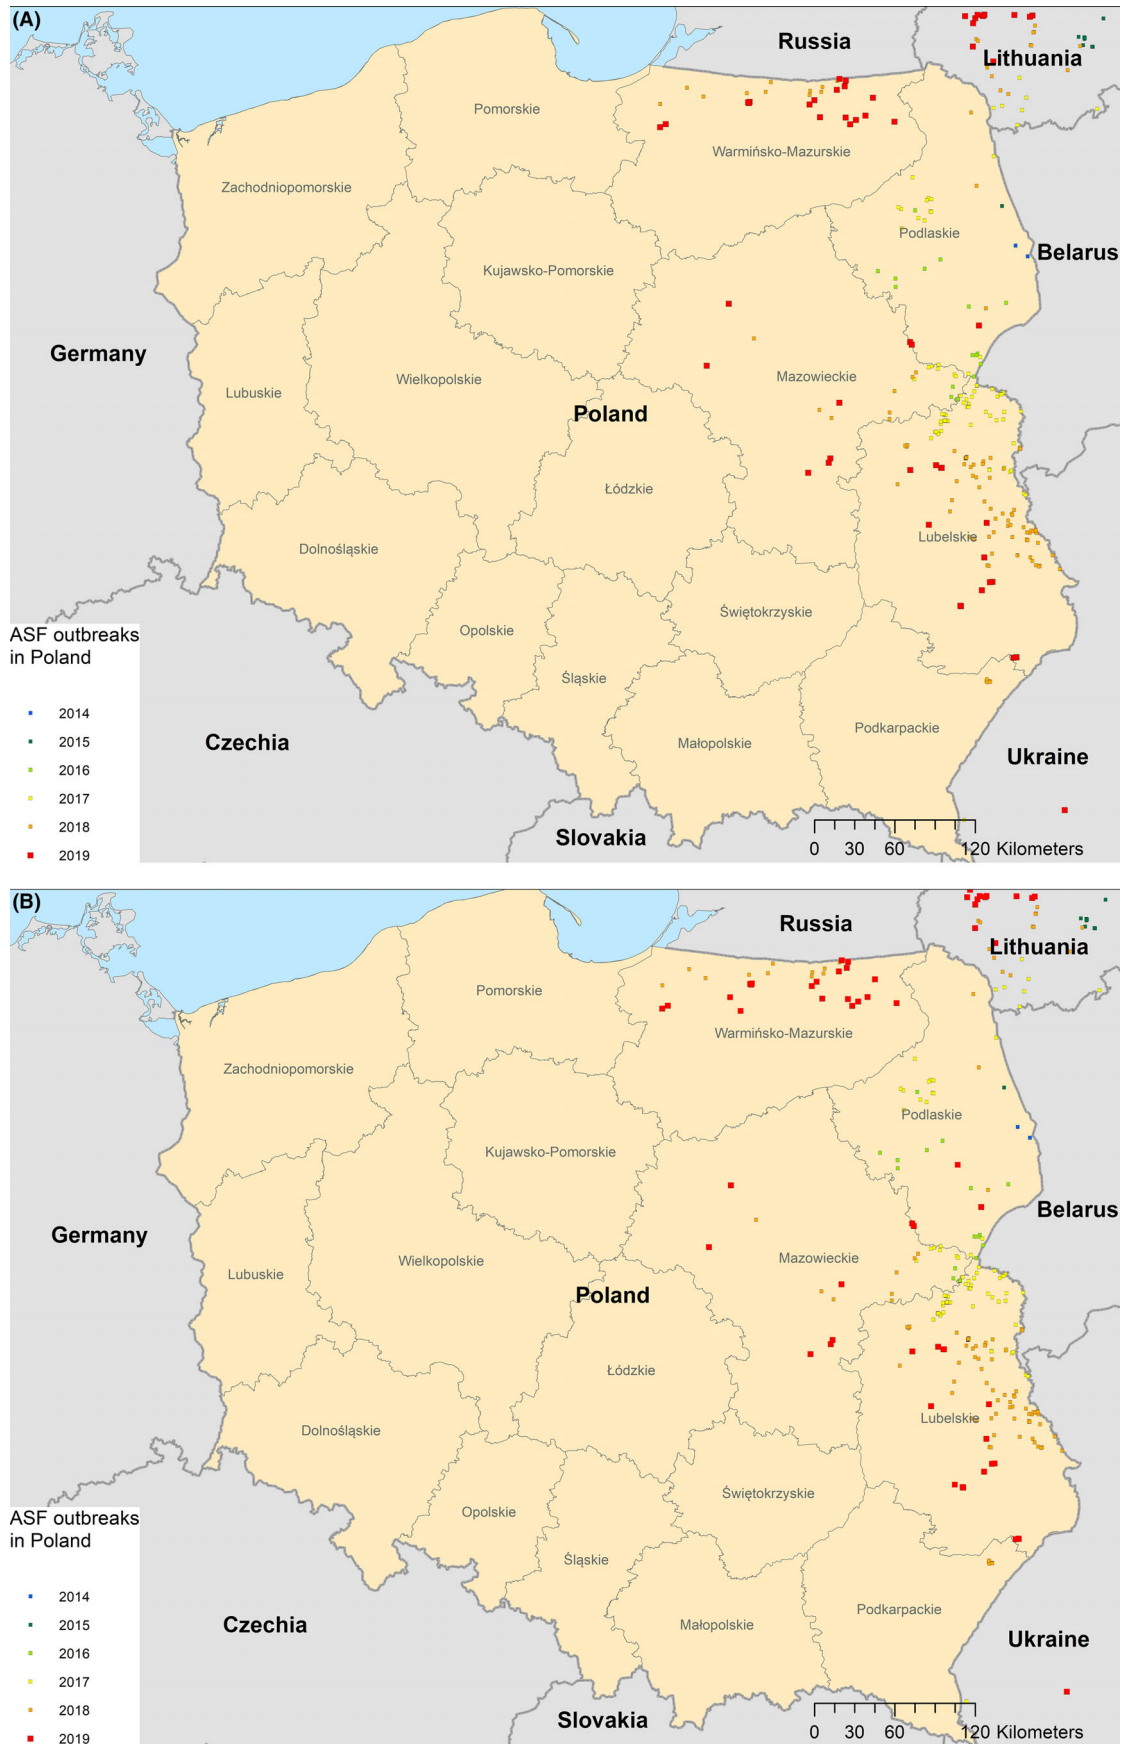 (A)
Russia
Lithuania
Pomorskie
Warmińsko-Mazurskie
Zachodniopomorskie
Podlaskie
Belarus
Kujawsko-Pomorskie
Germany
Mazowieckie
Wielkopolskie
Lubuskie
Poland
Łódzkie
Lubelskie
Dolnośląskie
Świętokrzyskie
Opolskie
ASF outbreaks
in Poland
Śląskie
2014
Podkarpackie
2015
Czechia
Małopolskie
Ukraine
2016
2017
2018
Slovakia
0 30 60 120 Kilometers
2019
(B)
Russia
Lithuania
Pomorskie
Warmińsko-Mazurskie
Zachodniopomorskie
Podlaskie
Kujawsko-Pomorskie
Belarus
Germany
Mazowieckie
Wielkopolskie
Lubuskie
Poland
Łódzkie
Lubelskie
Dolnośląskie
Świętokrzyskie
Opolskie
ASF outbreaks
in Poland
Śląskie
2014
Podkarpackie
2015
Czechia
Małopolskie
Ukraine
2016
2017
2018
Slovakia
0 30 60 120 Kilometers
2019